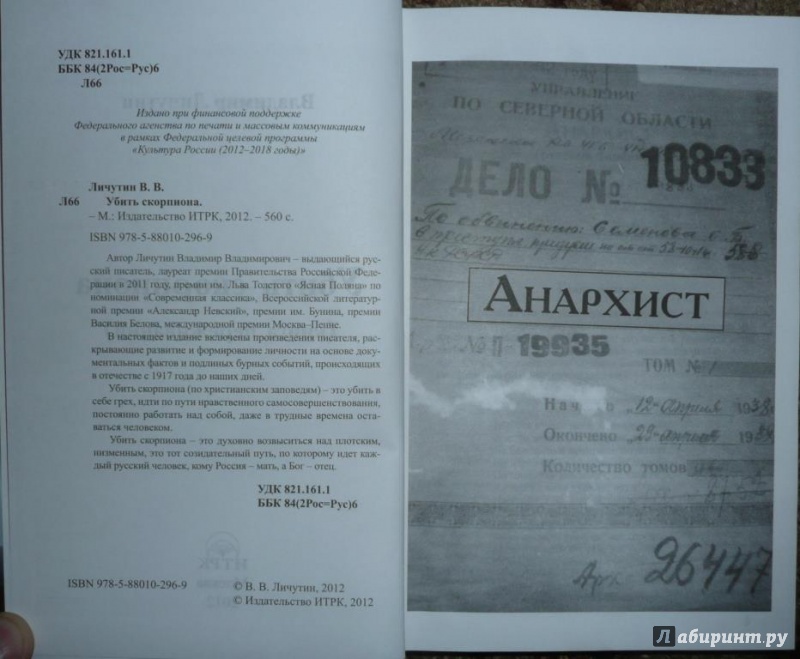 УДК 821.161.1
ББК 84(2Рос=Рус)6
Л66
Издано при финансовой поддержке
Федерального агенства по печати и массовым коммуникациям
в рамках Федеральной целевой программы
«Культура России (2012–2018 годы)»
Личутин В. В.
Л66 Убить скорпиона.
– М.: Издательство ИТРК, 2012. – 560 с.
ISBN 978-5-88010-296-9
Автор Личутин Владимир Владимирович – выдающийся рус-
ский писатель, лауреат премии Правительства Российской Феде-
рации в 2011 году, премии им. Льва Толстого «Ясная Поляна» по
номинации «Современная классика», Всероссийской литератур-
ной премии «Александр Невский», премии им. Бунина, премии
Василия Белова, международной премии Москва–Пенне.
В настоящее издание включены произведения писателя, рас-
крывающие развитие и формирование личности на основе доку-
ментальных фактов и подлинных бурных событий, происходящих
в отечестве с 1917 года до наших дней.
Убить скорпиона (по христианским заповедям) – это убить в
себе грех, идти по пути нравственного самосовершенствования,
постоянно работать над собой, даже в трудные времена оста-
ваться человеком.
Убить скорпиона – это духовно возвыситься над плотским,
низменным, это тот созидательный путь, по которому идет каж-
дый русский человек, кому Россия – мать, а Бог – отец.
УДК 821.161.1
ББК 84(2Рос=Рус)6
ISBN 978-5-88010-296-9
© В. В. Личутин, 2012
© Издательство ИТРК, 2012
УПРАВЛЕНИЕ
ПО СЕВЕРНОЙ ОБЛАСТИ
10833
ДЕЛО №
По обвинению: Семенова
АНАРХИСТ
19935
ТОМ №
Начато 12 апреля
Окончено апреля
Количество томов
Арх 26447
Лабиринт.ру